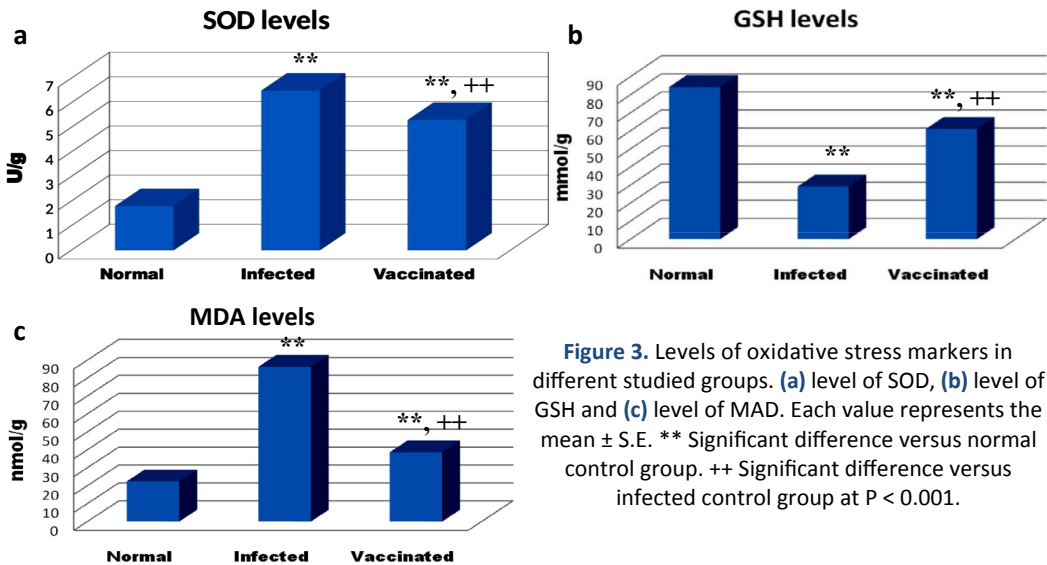 a
SOD levels
7
6
5
4
3
2
1
0
U/g
**
**, ++
Normal Infected Vaccinated
b
GSH levels
90
80
70
60
50
40
30
20
10
0
mmol/g
**
**, ++
Normal Infected Vaccinated
c
MDA levels
90
80
70
60
50
40
30
20
10
0
nmol/g
**
**, ++
Normal Infected Vaccinated
Figure 3. Levels of oxidative stress markers in
different studied groups. (a) level of SOD, (b) level of
GSH and (c) level of MAD. Each value represents the
mean ± S.E. ** Significant difference versus normal
control group. ++ Significant difference versus
infected control group at P < 0.001.